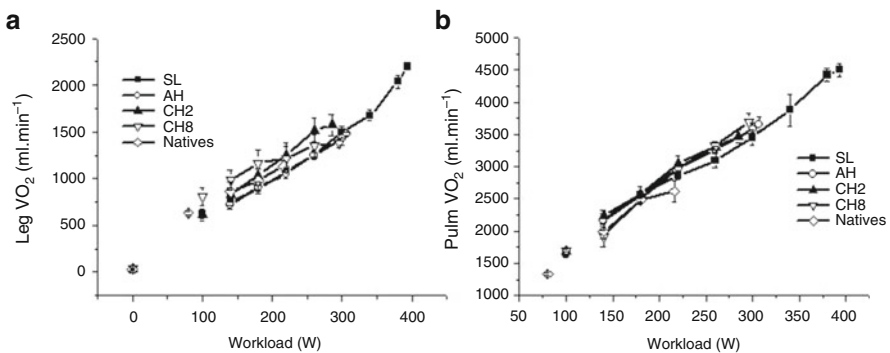 a
Leg VO₂ (ml.min⁻¹)
2500
2000
1500
1000
500
0
SL
AH
CH2
CH8
Natives
0 100 200 300 400
Workload (W)
b
Pulm VO₂ (ml.min⁻¹)
5000
4500
4000
3500
3000
2500
2000
1500
1000
SL
AH
CH2
CH8
Natives
50 100 150 200 250 300 350 400
Workload (W)